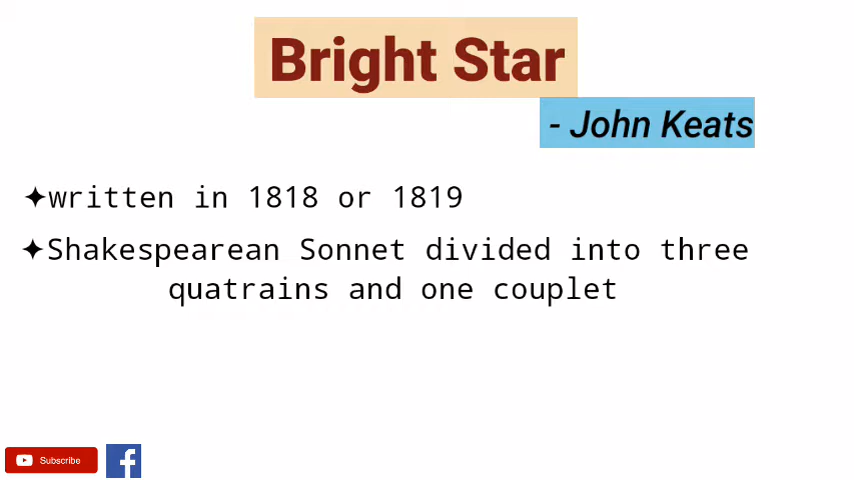 Bright Star
- John Keats
✦written in 1818 or 1819
✦Shakespearean Sonnet divided into three
quatrains and one couplet
Subscribe
f